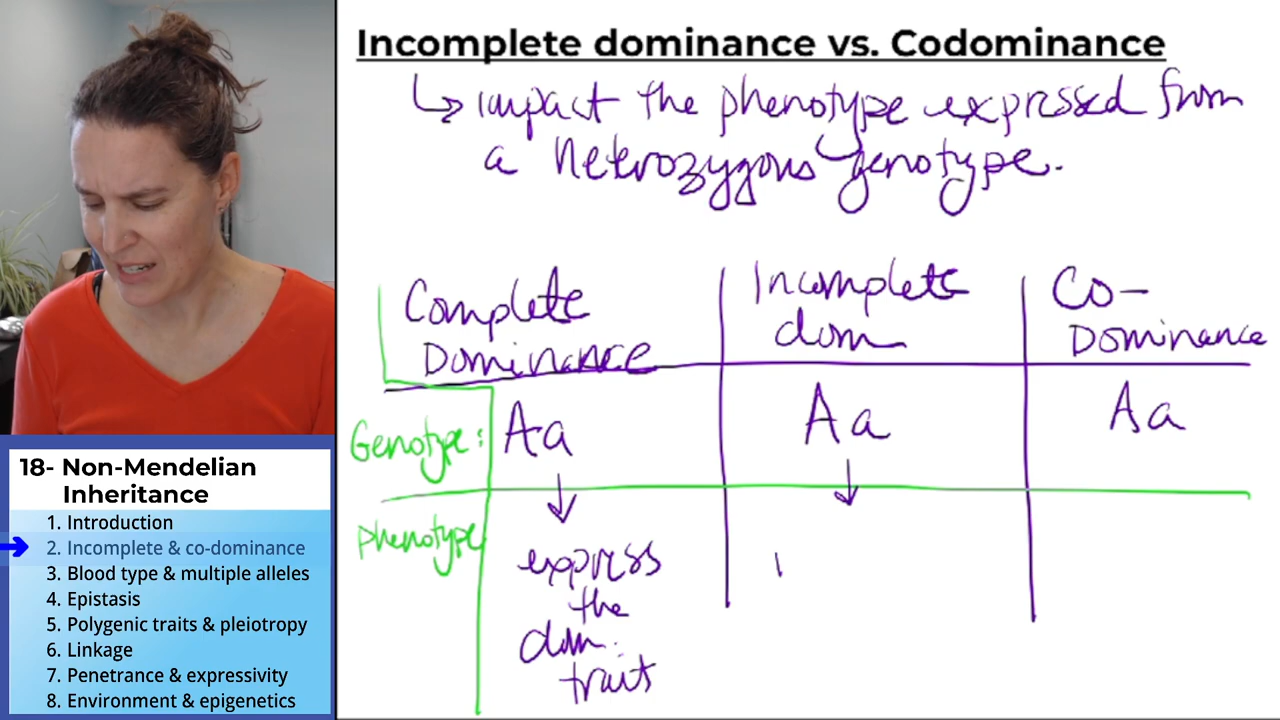 Incomplete dominance vs. Codominance
↳ impact the phenotype expressed from
a heterozygous genotype.
Complete
Dominance
Incomplete
dom
Co-
Dominance
Genotype:
Aa
Aa
Aa
phenotype
express
the
dom.
trait
18- Non-Mendelian
Inheritance
1. Introduction
2. Incomplete & co-dominance
3. Blood type & multiple alleles
4. Epistasis
5. Polygenic traits & pleiotropy
6. Linkage
7. Penetrance & expressivity
8. Environment & epigenetics